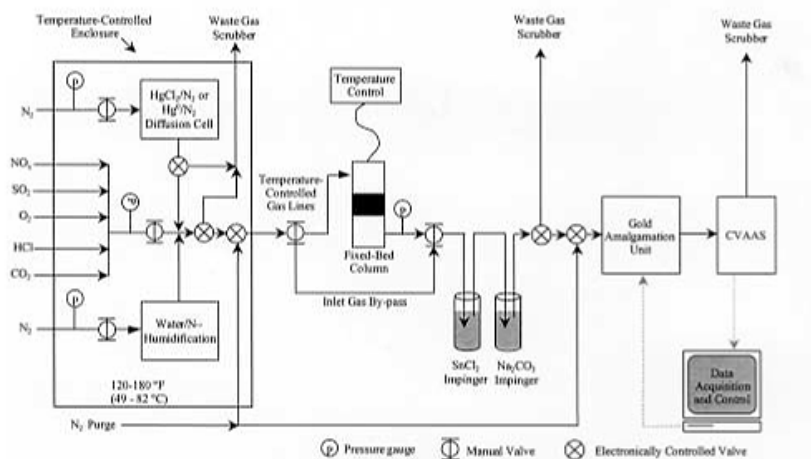 Temperature-Controlled
Enclosure
Waste Gas
Scrubber
Waste Gas
Scrubber
Waste Gas
Scrubber
P
N₂
HgCl₂/N₂ or
Hg⁰/N₂
Diffusion Cell
Temperature
Control
NOₓ
SO₂
O₂
HCl
CO₂
P
Temperature-
Controlled
Gas Lines
P
Fixed-Bed
Column
Gold
Amalgamation
Unit
CVAAS
Inlet Gas By-pass
P
N₂
Water/N--
Humidification
SnCl₂
Impinger
Na₂CO₃
Impinger
120-180 °F
(49 - 82 °C)
Data
Acquisition
and Control
N₂ Purge
P Pressure gauge
Manual Valve
Electronically Controlled Valve